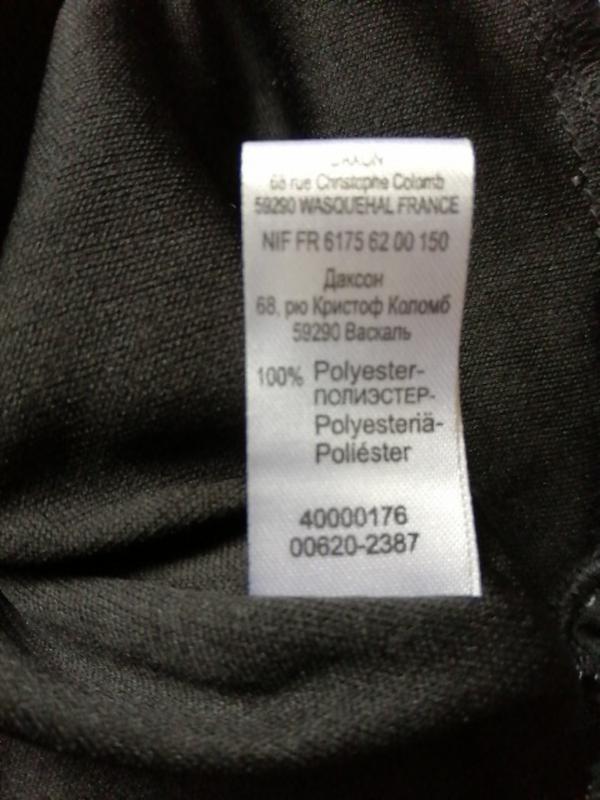 68 rue Christophe Colomb
59290 WASQUEHAL FRANCE
NIF FR 6175 62 00 150
Даксон
68, рю Кристоф Коломб
59290 Васкаль
100% Polyester-
ПОЛИЭСТЕР-
Polyesteriä-
Poliéster
40000176
00620-2387